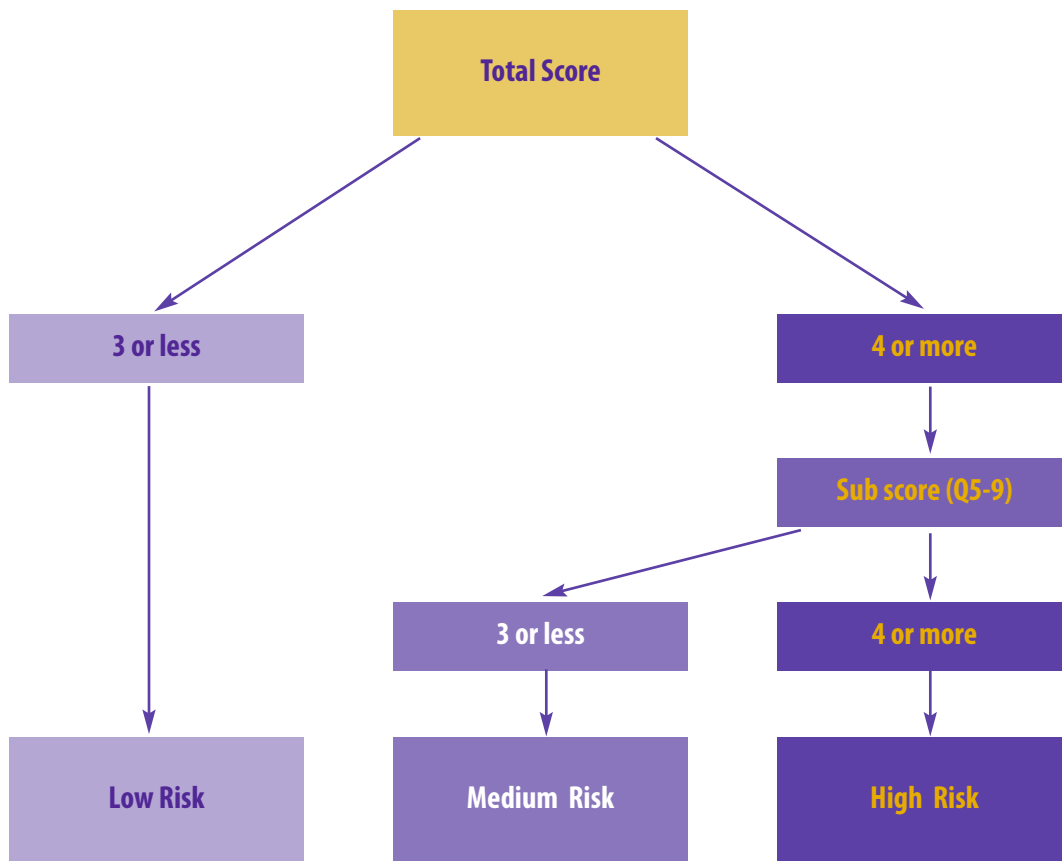 Total Score
3 or less
4 or more
Sub score (Q5-9)
3 or less
4 or more
Low Risk
Medium Risk
High Risk